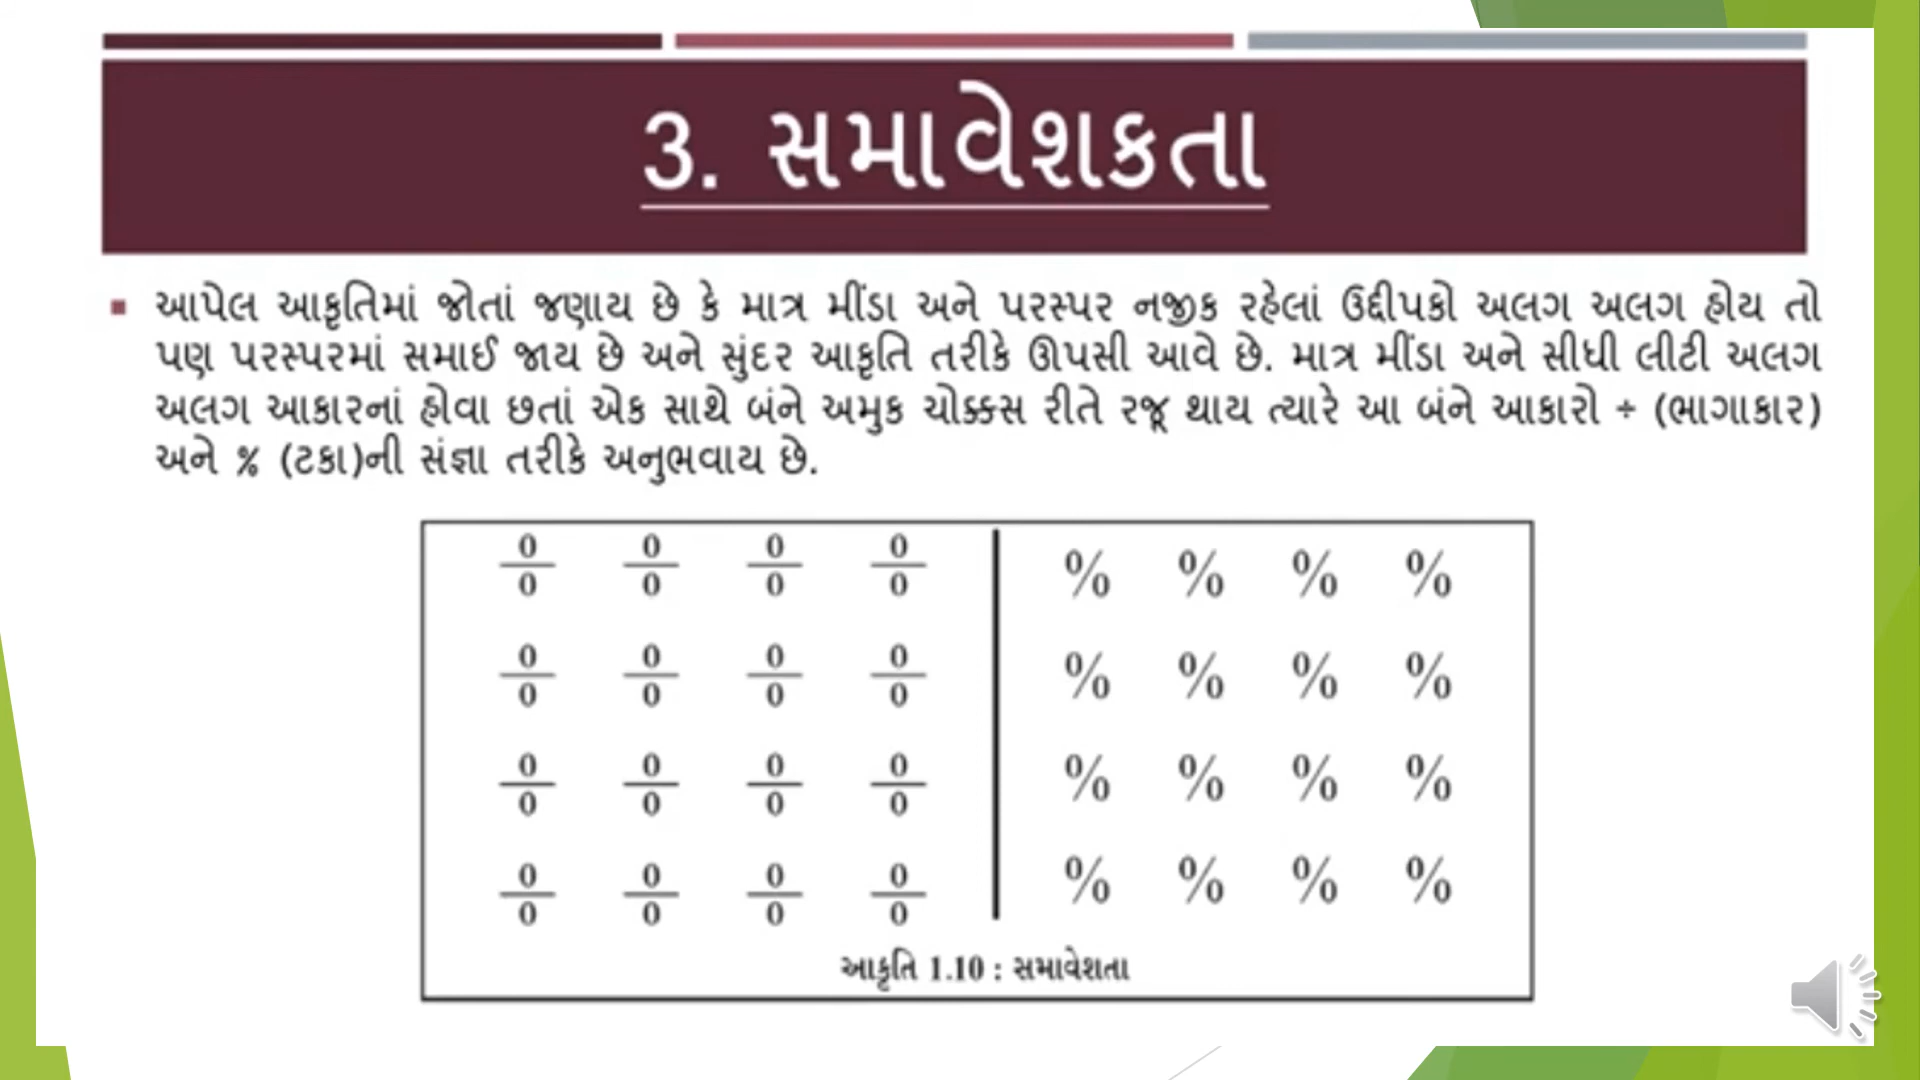 3. સમાવેશકતા
▪ આપેલ આકૃતિમાં જોતાં જણાય છે કે માત્ર મીંડા અને પરસ્પર નજીક રહેલાં ઉદ્દીપકો અલગ અલગ હોય તો
પણ પરસ્પરમાં સમાઈ જાય છે અને સુંદર આકૃતિ તરીકે ઊપસી આવે છે. માત્ર મીંડા અને સીધી લીટી અલગ
અલગ આકારનાં હોવા છતાં એક સાથે બંને અમુક ચોક્કસ રીતે રજૂ થાય ત્યારે આ બંને આકારો ÷ (ભાગાકાર)
અને % (ટકા)ની સંજ્ઞા તરીકે અનુભવાય છે.
0 0 0 0
0 0 0 0
% % % %
0 0 0 0
0 0 0 0
% % % %
0 0 0 0
0 0 0 0
% % % %
0 0 0 0
0 0 0 0
% % % %
આકૃતિ 1.10 : સમાવેશતા